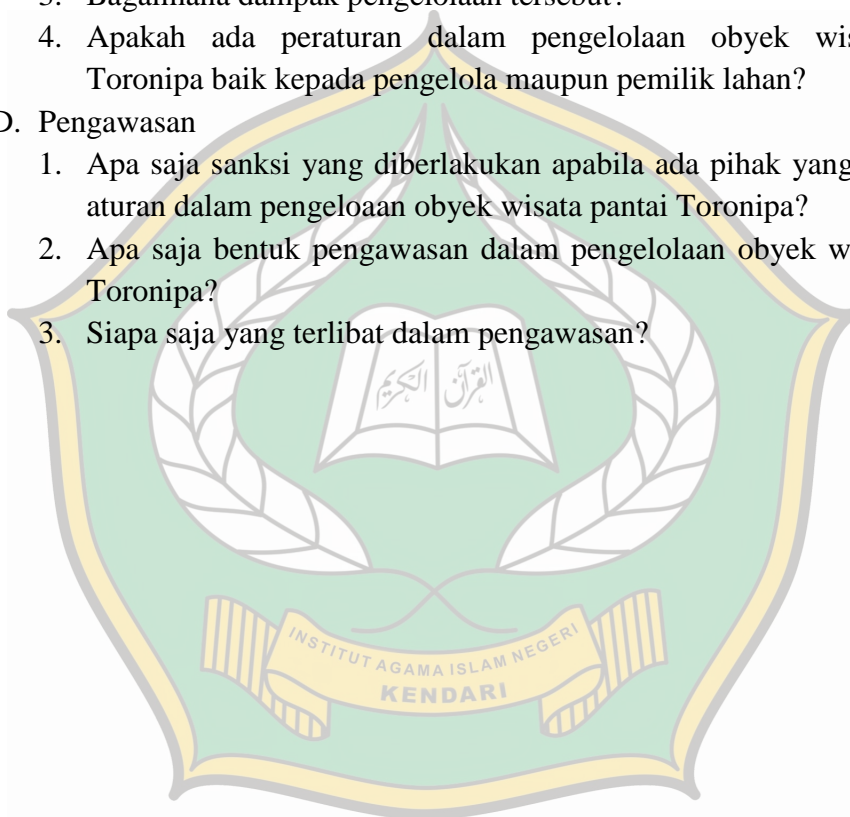 3. Bagaimana dampak pengelolaan tersebut?
4. Apakah ada peraturan dalam pengelolaan obyek
Toronipa baik kepada pengelola maupun pemilik lahan?
D. Pengawasan
1. Apa saja sanksi yang diberlakukan apabila ada pihak yang
aturan dalam pengeloaan obyek wisata pantai Toronipa?
2. Apa saja bentuk pengawasan dalam pengelolaan obyek
Toronipa?
3. Siapa saja yang terlibat dalam pengawasan?
القرآن الكريم
INSTITUT AGAMA ISLAM NEGERI
KENDARI